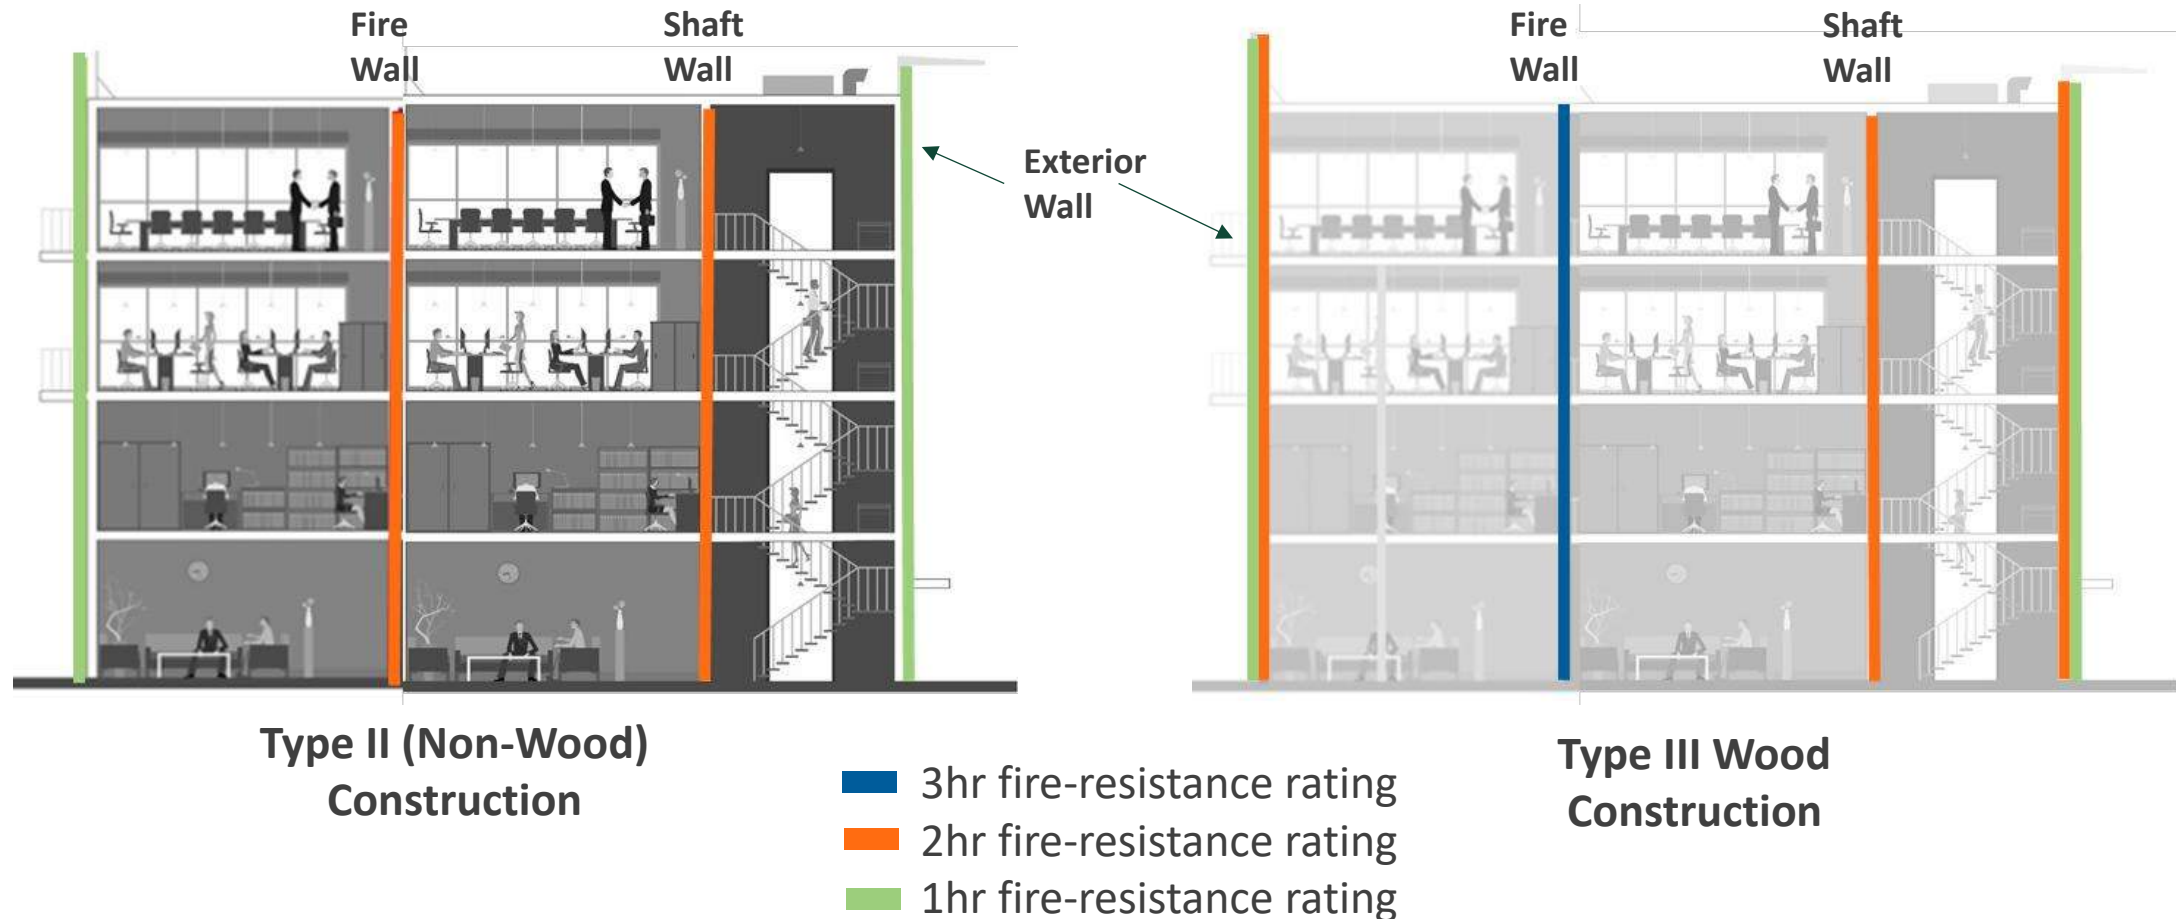 Fire
Wall
Shaft
Wall
Fire
Wall
Shaft
Wall
Exterior
Wall
Type II (Non-Wood)
Construction
Type III Wood
Construction
3hr fire-resistance rating
2hr fire-resistance rating
1hr fire-resistance rating